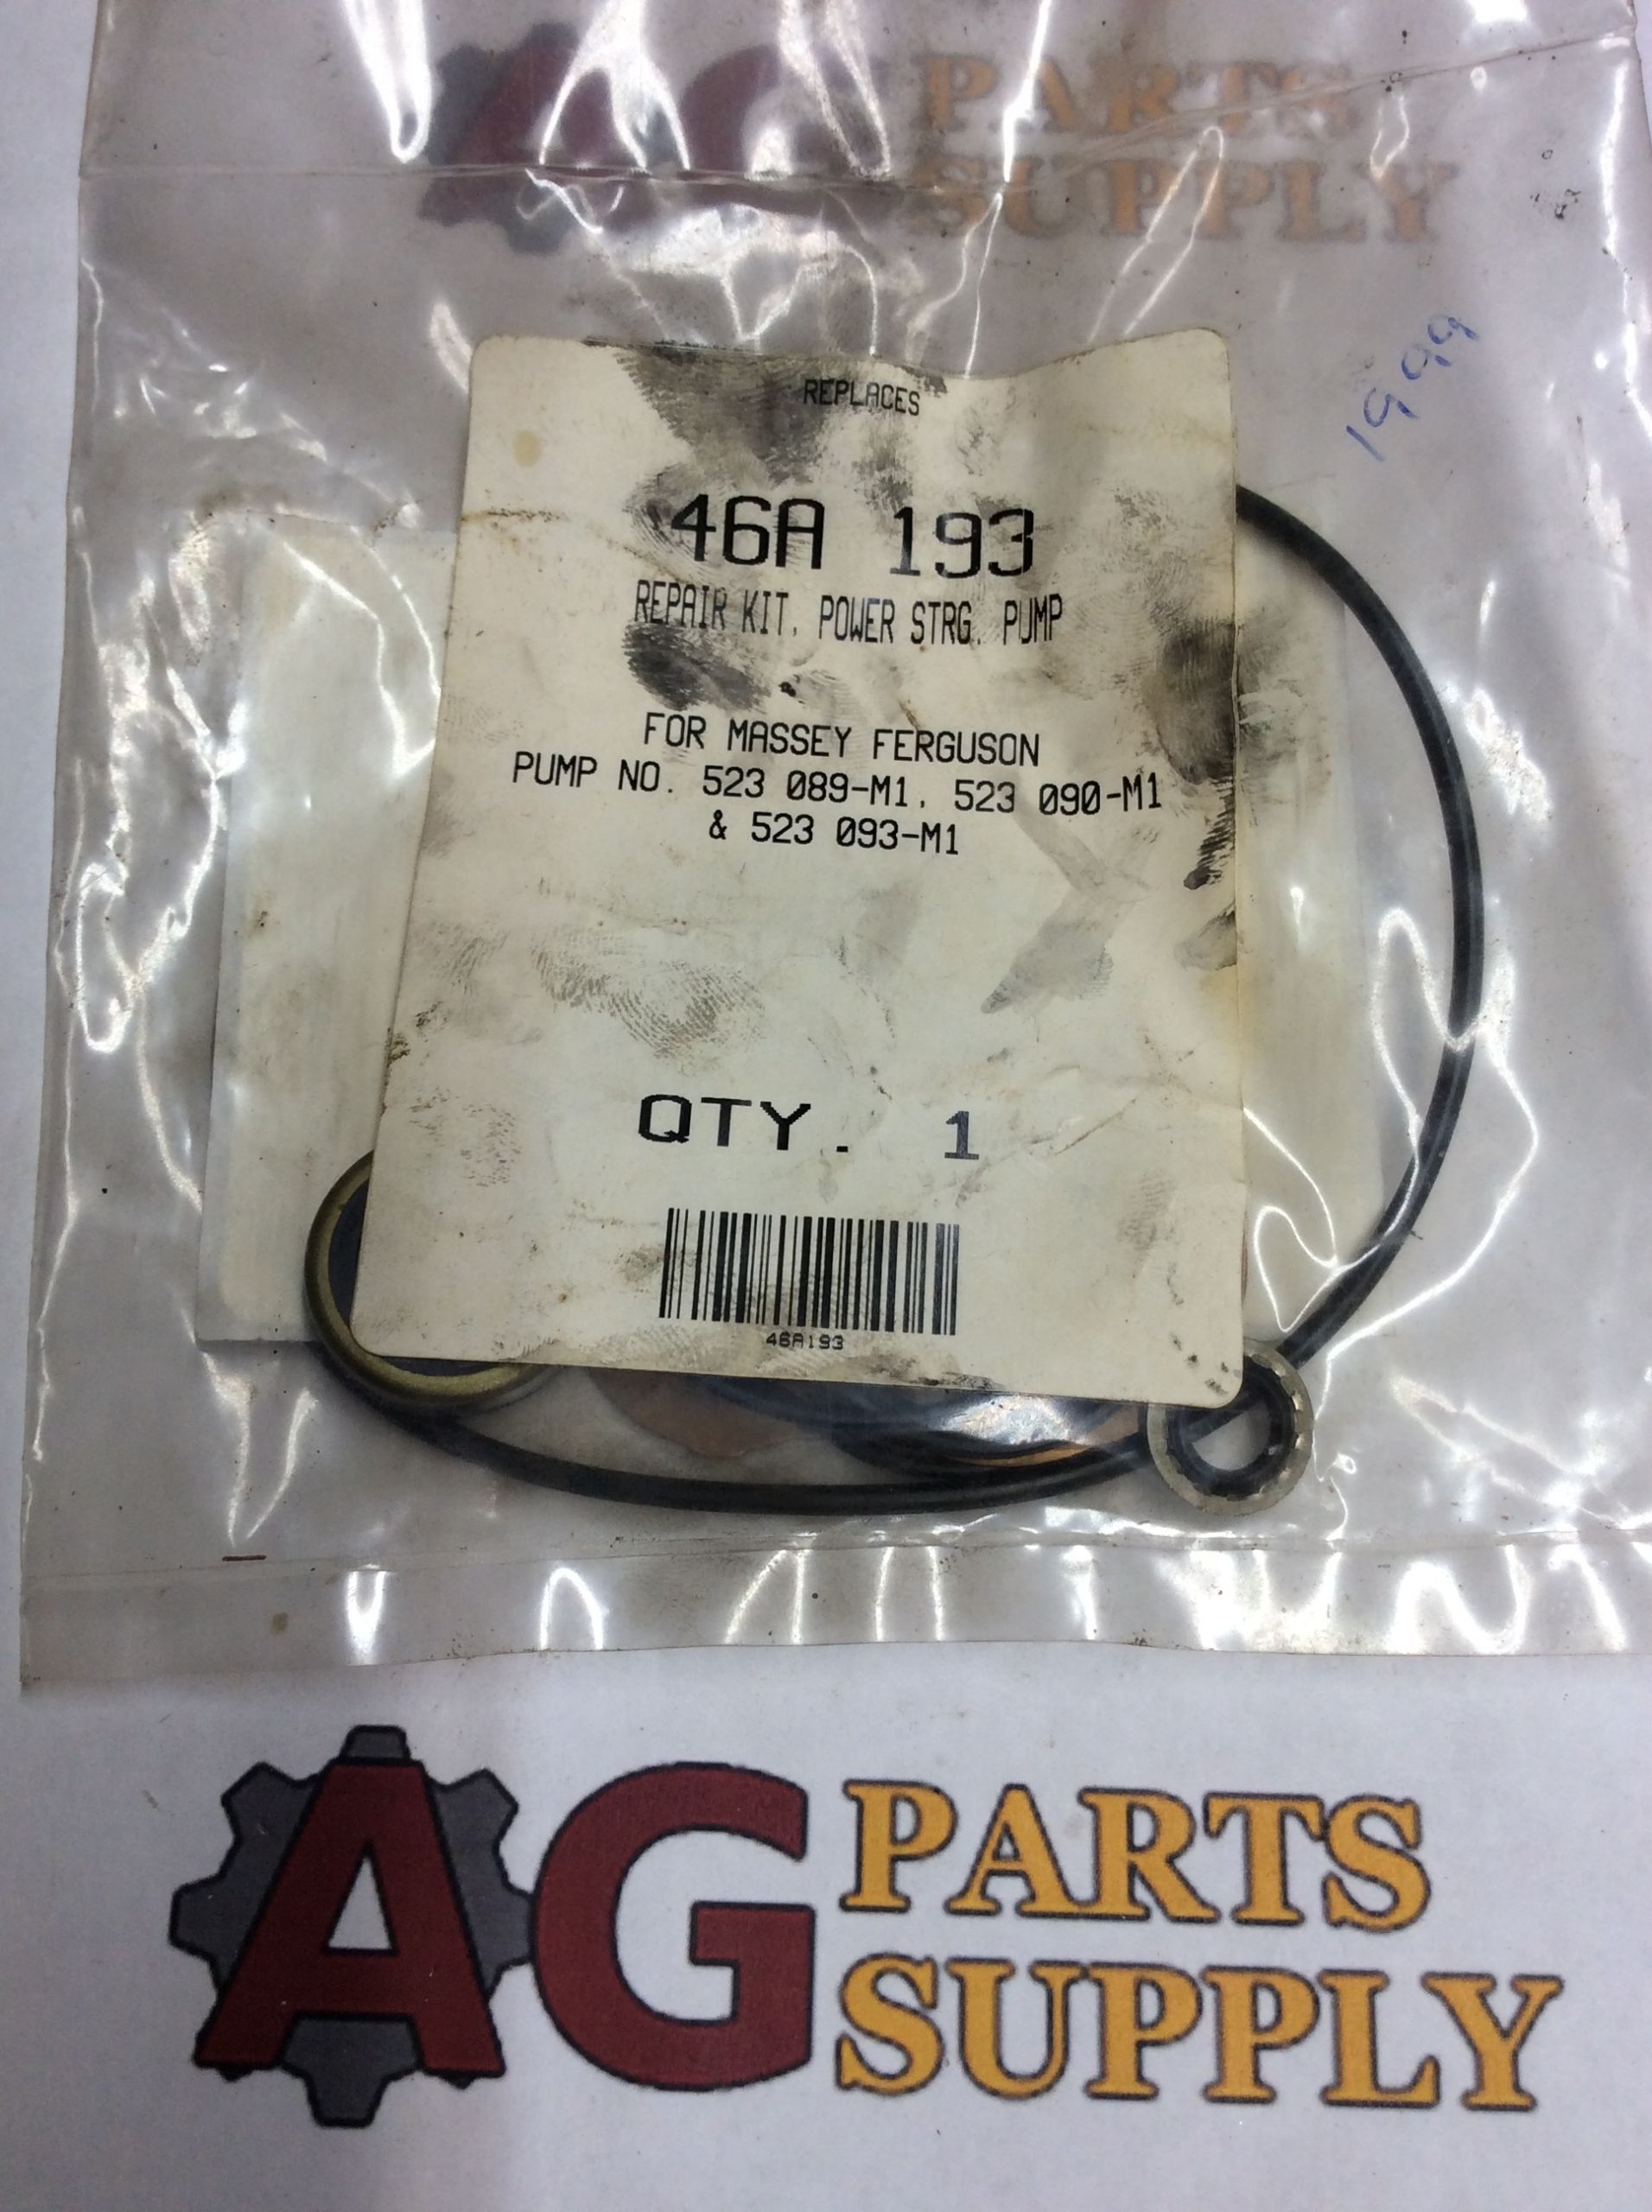 PARTS
SUPPLY
1999
REPLACES
46A 193
REPAIR KIT, POWER STRG. PUMP
FOR MASSEY FERGUSON
PUMP NO. 523 089-M1, 523 090-M1
& 523 093-M1
QTY. 1
46A193
AG PARTS
SUPPLY